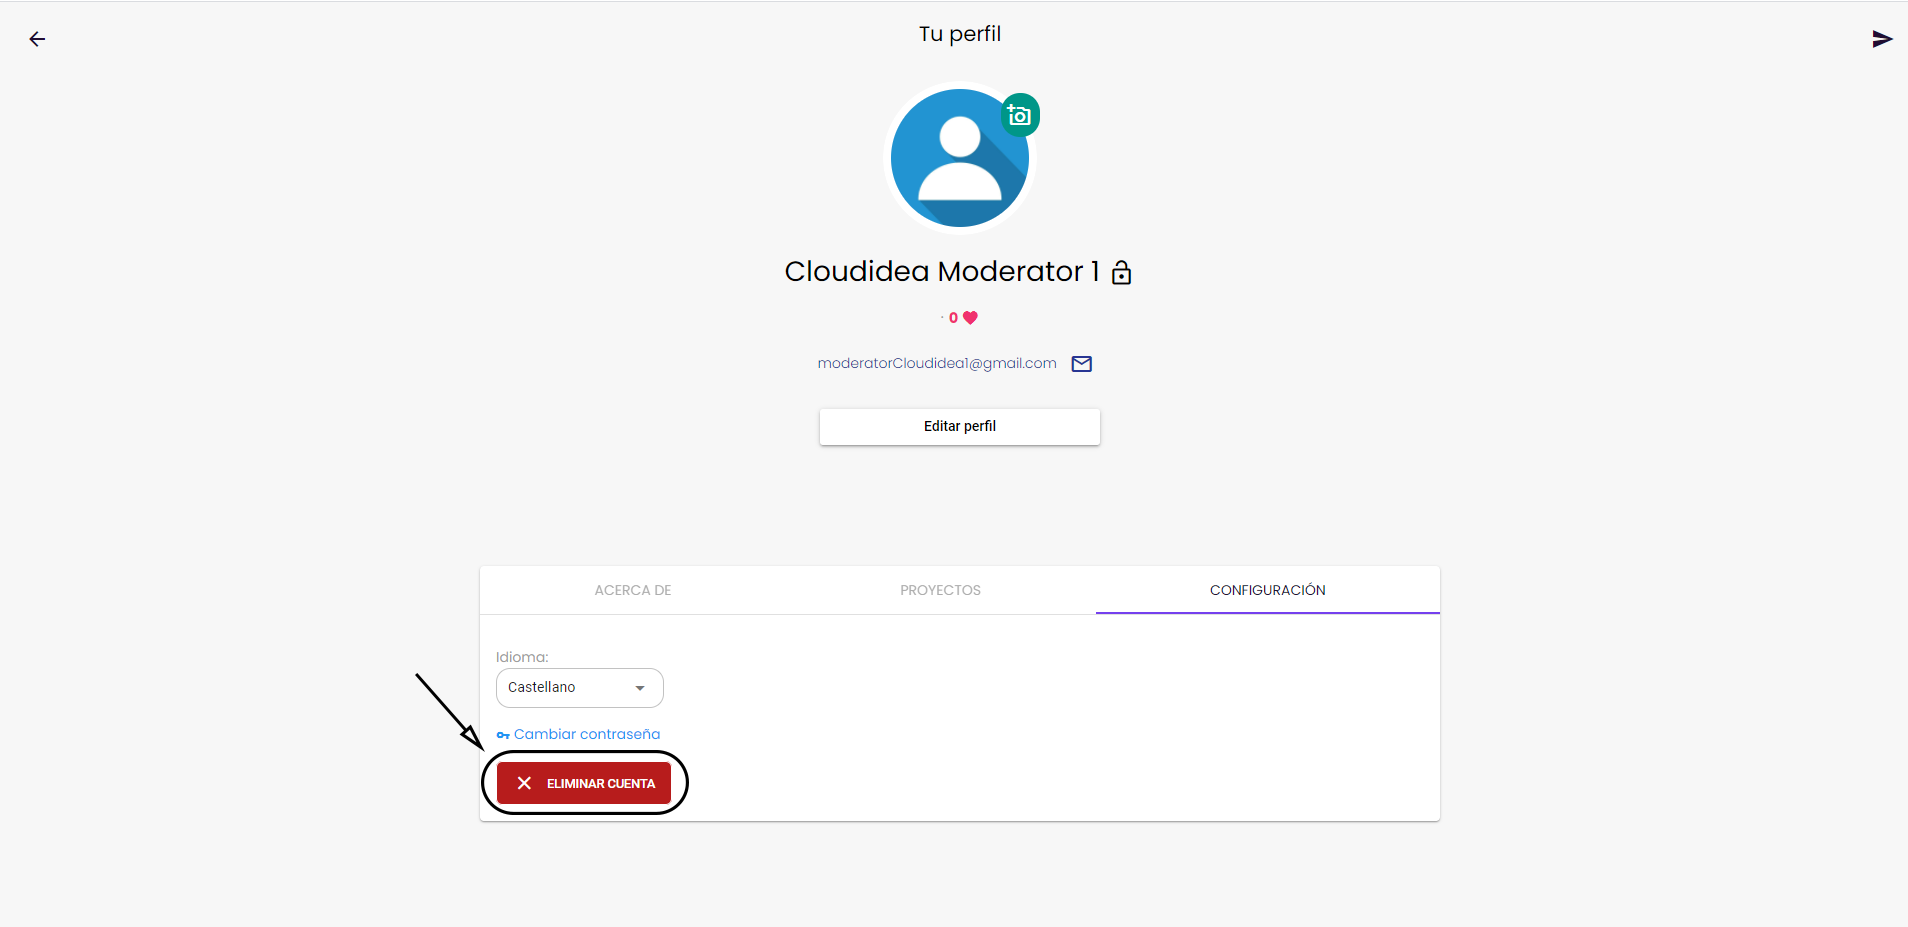 Tu perfil
Cloudidea Moderator 1
· 0
moderatorCloudidea1@gmail.com
Editar perfil
ACERCA DE
PROYECTOS
CONFIGURACIÓN
Idioma:
Castellano
Cambiar contraseña
ELIMINAR CUENTA